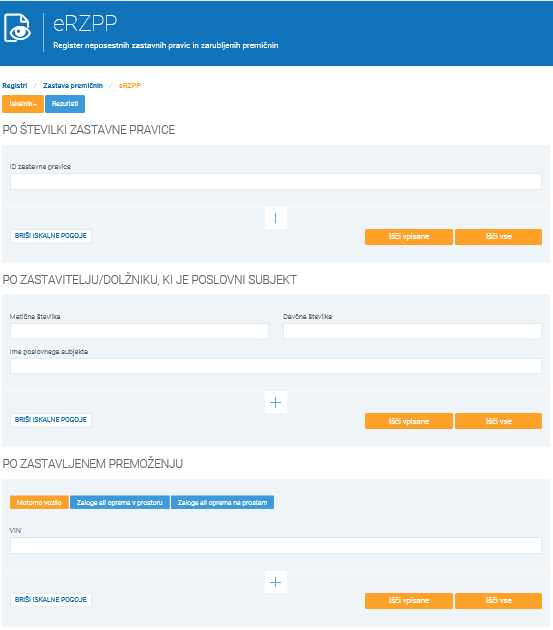 eRZPP
Register neposestnih zastavnih pravic in zarubljenih premičnin
Registri / Zastava premičnin / eRZPP
Iskalnik Rezultati
PO ŠTEVILKI ZASTAVNE PRAVICE
ID zastavne pravice
BRIŠI ISKALNE POGOJE Išči vpisane Išči vse
PO ZASTAVITELJU/DOLŽNIKU, KI JE POSLOVNI SUBJEKT
Matična številka Davčna številka
Ime poslovnega subjekta
BRIŠI ISKALNE POGOJE Išči vpisane Išči vse
PO ZASTAVLJENEM PREMOŽENJU
Motorno vozilo Zaloge ali oprema v prostoru Zaloge ali oprema na prostem
VIN
BRIŠI ISKALNE POGOJE Išči vpisane Išči vse